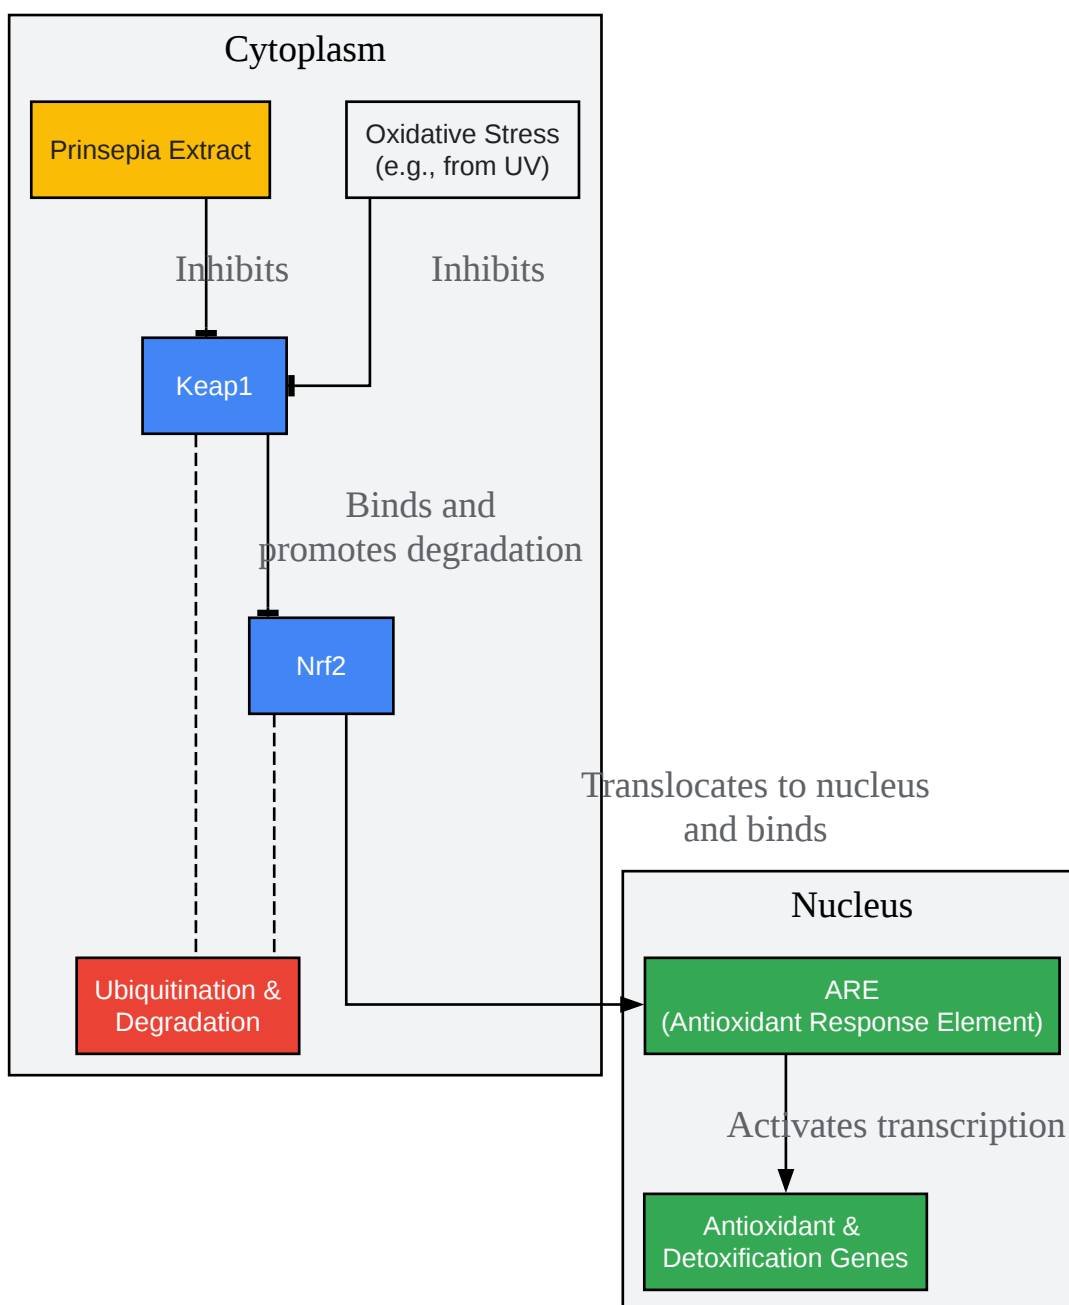 Cytoplasm
Prinsepia Extract
Oxidative Stress
(e.g., from UV)
Inhibits
Inhibits
Keap1
Binds and
promotes degradation
Nrf2
Translocates to nucleus
and binds
Nucleus
Ubiquitination &
Degradation
ARE
(Antioxidant Response Element)
Activates transcription
Antioxidant &
Detoxification Genes